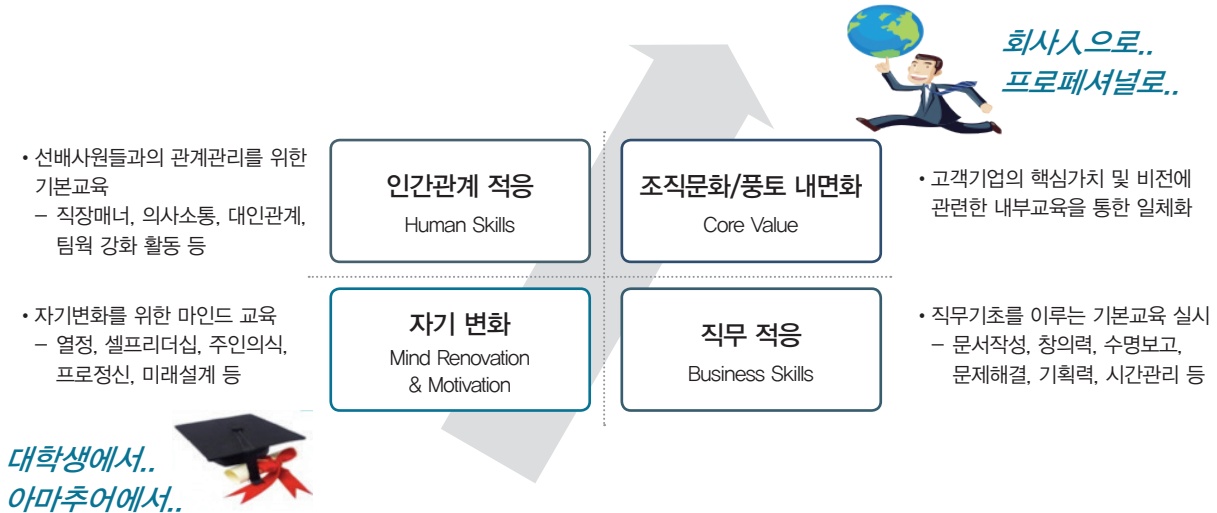 회사人으로..
프로페셔널로..
• 선배사원들과의 관계관리를 위한
기본교육
– 직장매너, 의사소통, 대인관계,
팀웍 강화 활동 등
인간관계 적응
Human Skills
조직문화/풍토 내면화
Core Value
• 고객기업의 핵심가치 및 비전에
관련한 내부교육을 통한 일체화
• 자기변화를 위한 마인드 교육
– 열정, 셀프리더십, 주인의식,
프로정신, 미래설계 등
자기 변화
Mind Renovation
& Motivation
직무 적응
Business Skills
• 직무기초를 이루는 기본교육 실시
– 문서작성, 창의력, 수명보고,
문제해결, 기획력, 시간관리 등
대학생에서..
아마추어에서..